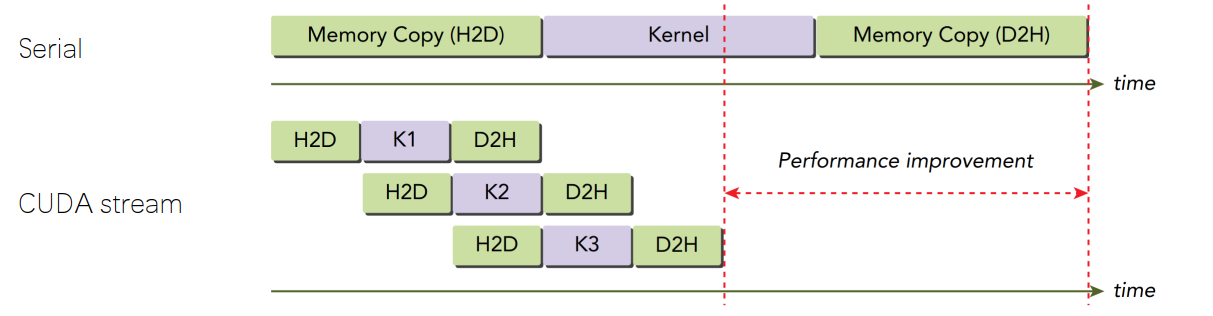 Serial
Memory Copy (H2D) Kernel Memory Copy (D2H)
time
CUDA stream
H2D K1 D2H
H2D K2 D2H
H2D K3 D2H
Performance improvement
time